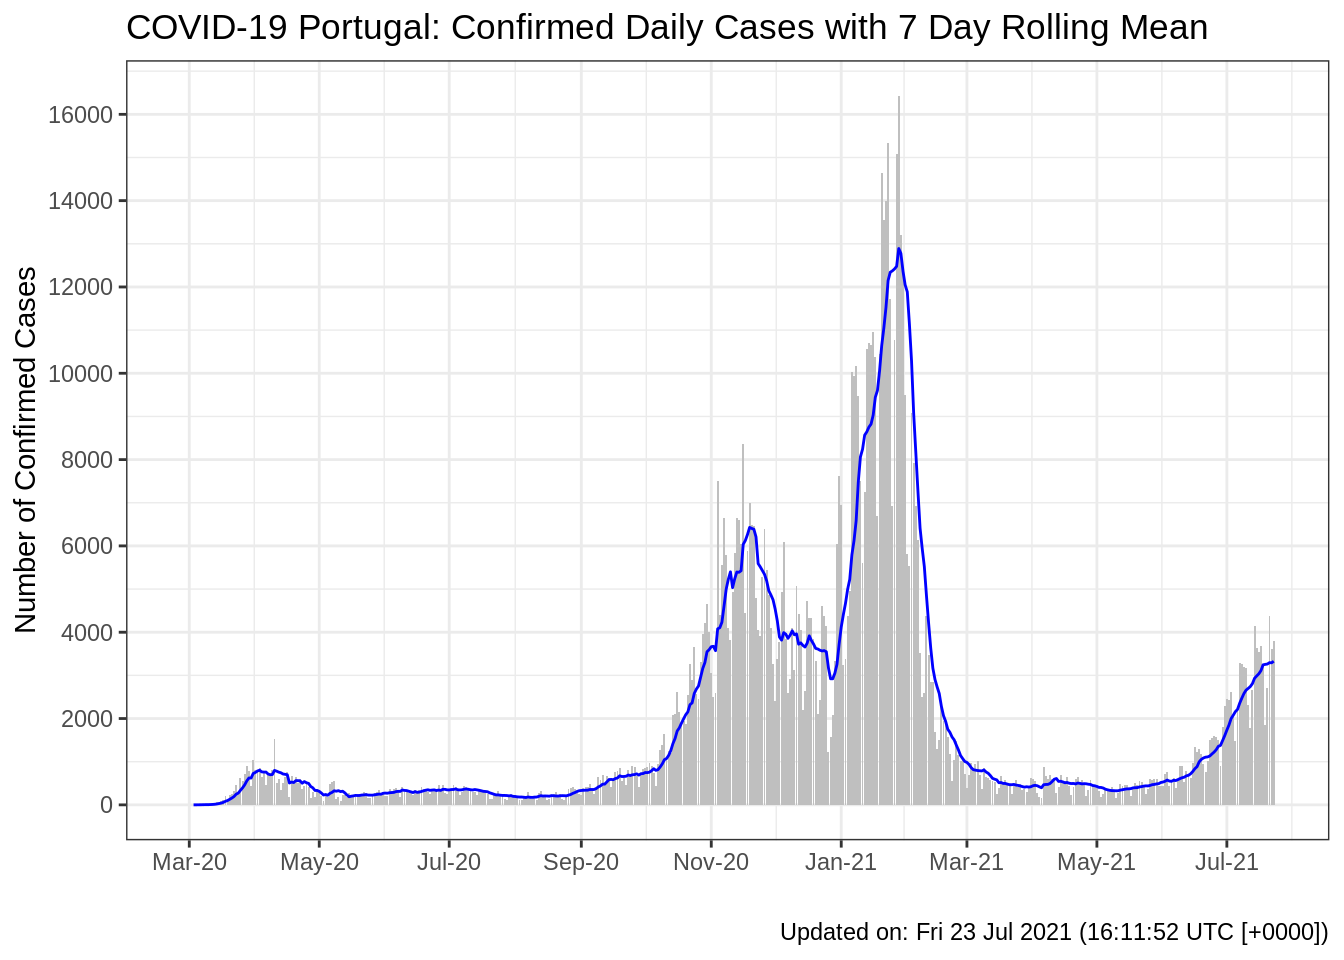 COVID-19 Portugal: Confirmed Daily Cases with 7 Day Rolling Mean
Number of Confirmed Cases
16000
14000
12000
10000
8000
6000
4000
2000
0
Mar-20 May-20 Jul-20 Sep-20 Nov-20 Jan-21 Mar-21 May-21 Jul-21
Updated on: Fri 23 Jul 2021 (16:11:52 UTC [+0000])